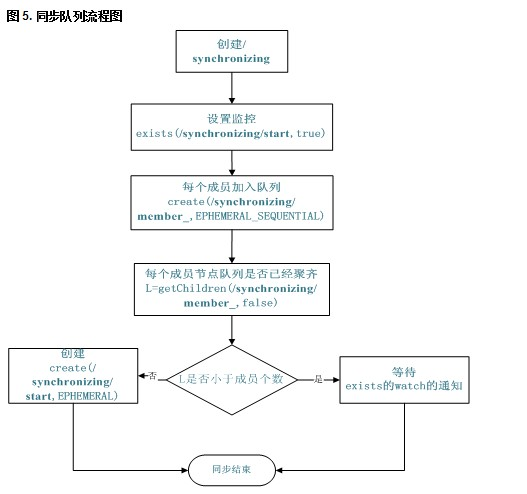 图 5. 同步队列流程图
创建/
synchronizing
设置监控
exists(/synchronizing/start,true)
每个成员加入队列
create(/synchronizing/
member_,EPHEMERAL_SEQUENTIAL)
每个成员节点队列是否已经聚齐
L=getChildren(/synchronizing/
member_,false)
创建
create(/
synchronizing/
start,EPHEMERAL)
否
L是否小于成员个数
是
等待
exists的watch的通知
同步结束